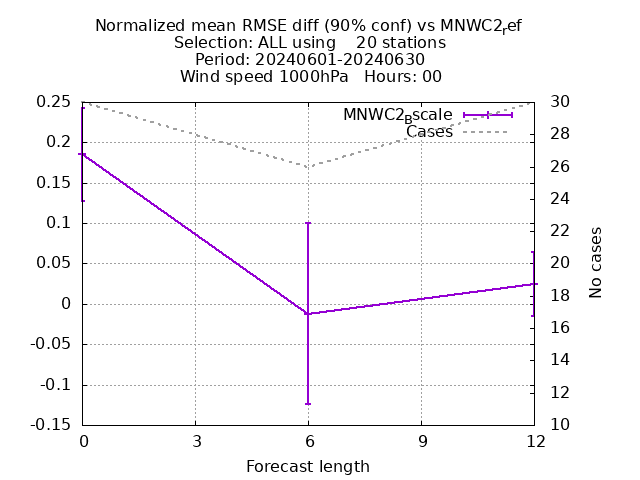 Normalized mean RMSE diff (90% conf) vs MNWC2ref
Selection: ALL using    20 stations
Period: 20240601-20240630
Wind speed 1000hPa   Hours: 00
MNWC2Bscale
Cases
0.25
0.2
0.15
0.1
0.05
0
-0.05
-0.1
-0.15
30
28
26
24
22
20
18
16
14
12
10
No cases
0 3 6 9 12
Forecast length